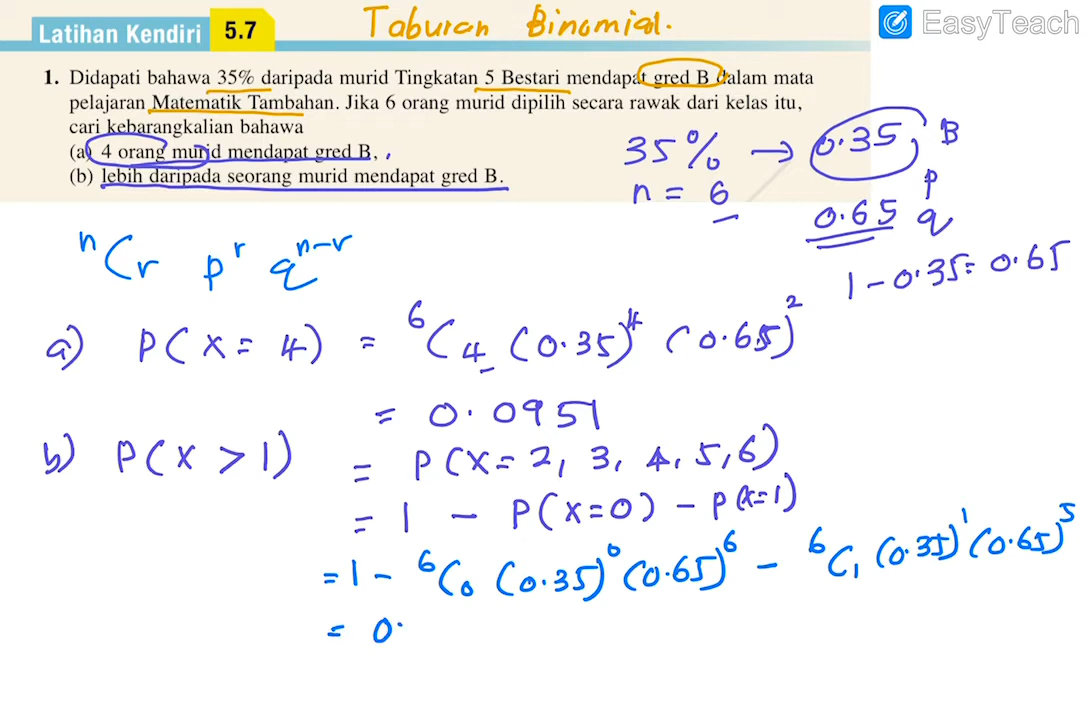 Latihan Kendiri 5.7
Taburan Binomial.
EasyTeach
1. Didapati bahawa 35% daripada murid Tingkatan 5 Bestari mendapat gred B dalam mata
pelajaran Matematik Tambahan. Jika 6 orang murid dipilih secara rawak dari kelas itu,
cari kebarangkalian bahawa
(a) 4 orang murid mendapat gred B,
(b) lebih daripada seorang murid mendapat gred B.
35% → 0.35, B
n = 6 p
0.65 q
1 - 0.35 = 0.65
ⁿCr pʳ qⁿ⁻ʳ
a) P(X = 4) = ⁶C₄ (0.35)⁴ (0.65)²
= 0.0951
b) P(X > 1) = P(X = 2, 3, 4, 5, 6)
= 1 - P(X=0) - P(X=1)
= 1 - ⁶C₀ (0.35)⁰ (0.65)⁶ - ⁶C₁ (0.35)¹ (0.65)⁵
= 0.